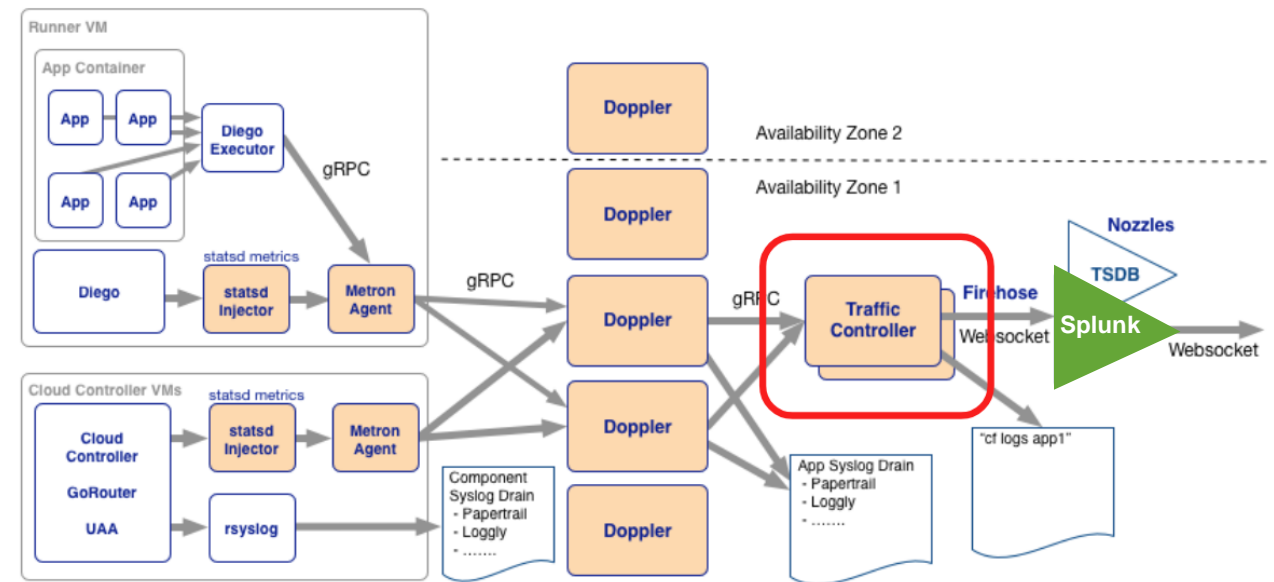 Runner VM
App Container
App
App
App
App
Diego
Executor
gRPC
Diego
statsd metrics
statsd
Injector
Metron
Agent
Cloud Controller VMs
Cloud
Controller
GoRouter
UAA
statsd metrics
statsd
Injector
Metron
Agent
rsyslog
Component
Syslog Drain
- Papertrail
- Loggly
- .......
gRPC
Doppler
Availability Zone 2
Availability Zone 1
Doppler
Doppler
Doppler
Doppler
gRPC
Traffic
Controller
App Syslog Drain
- Papertrail
- Loggly
- .......
Firehose
Websocket
"cf logs app1"
Nozzles
TSDB
Splunk
Websocket